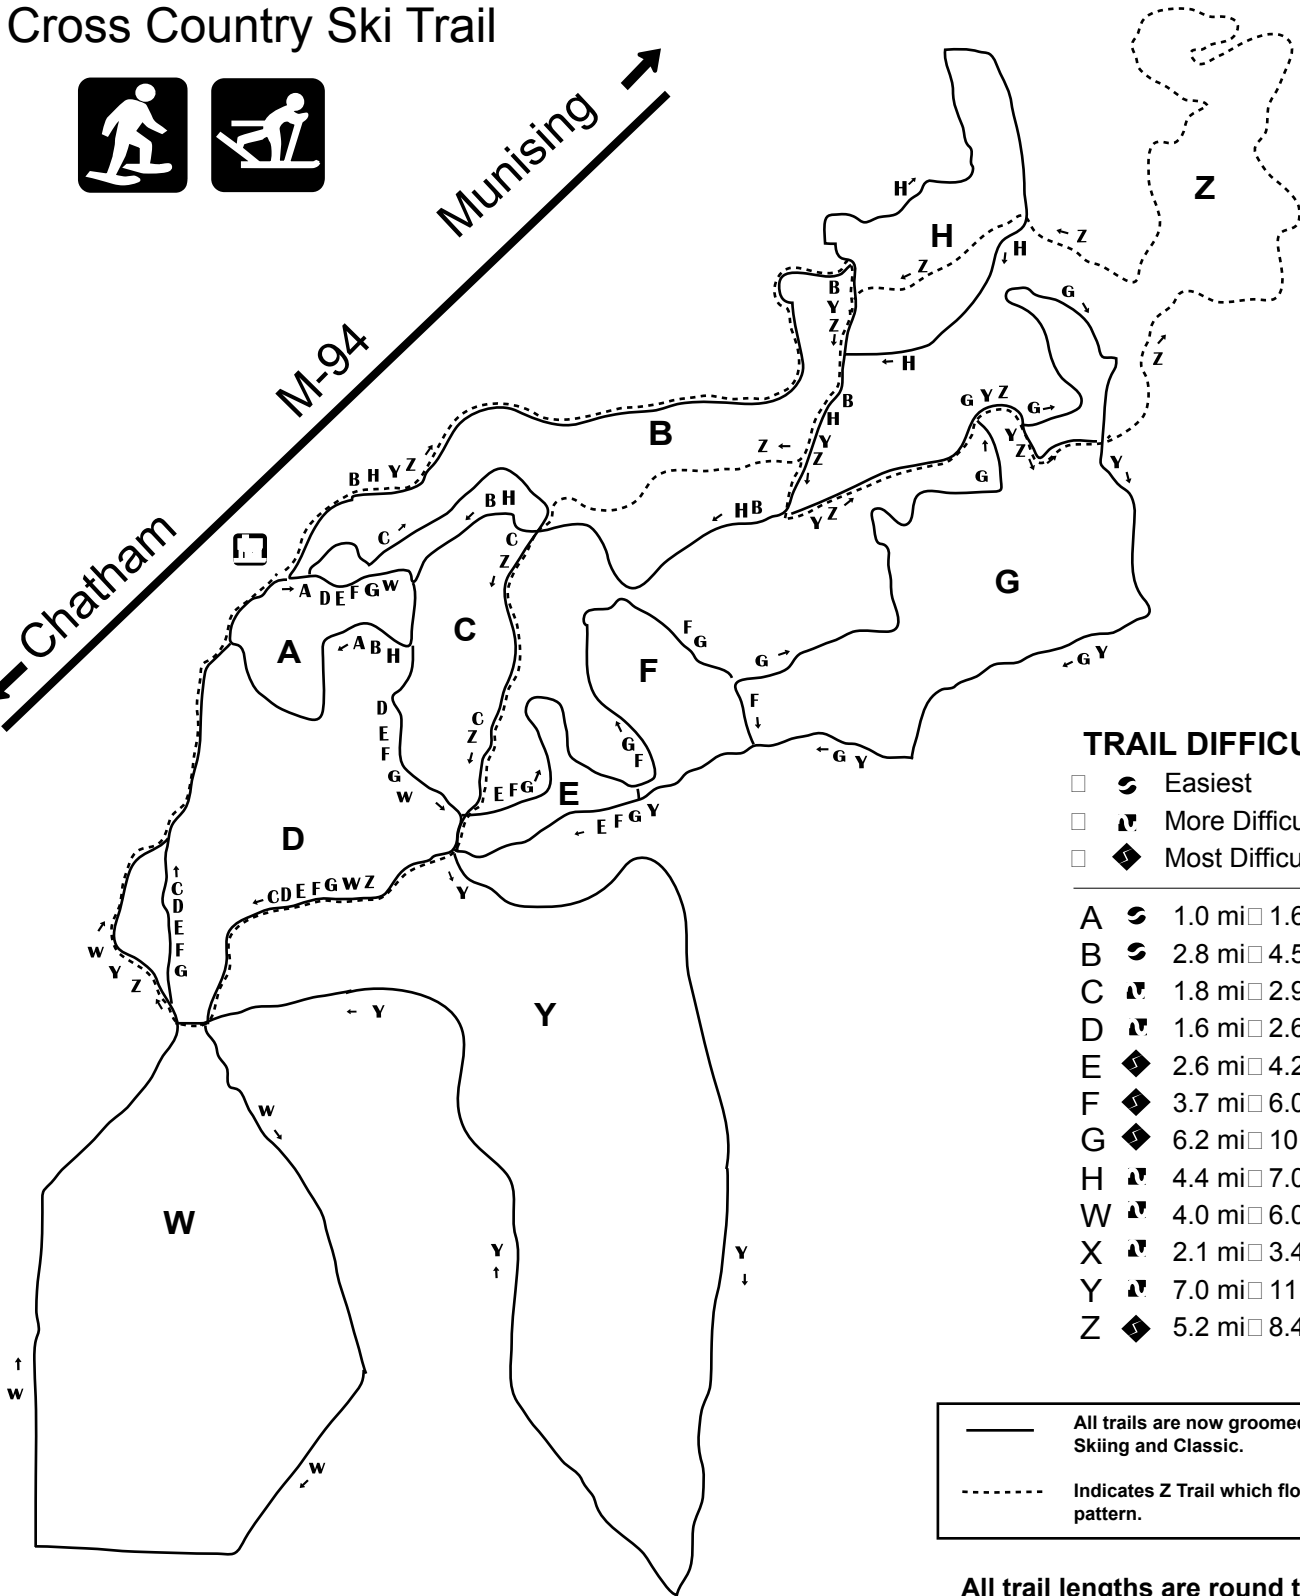 Cross Country Ski Trail
Munising
M-94
Chatham
H
H
Z
Z
H
Z
H
B
Y
Z
G
Z
H
B
H
Y
Z
G Y Z
G
Y
Z
B
Z
B H Y Z
Y
G
B H
H B
Y Z
C
C
Z
A D E F G W
G
A
A B H
C
F
G
F
G
G Y
D
E
F
G
W
F
C
Z
G
F
G Y
E F G
E
E F G Y
D
C D E F G W Z
Y
C
D
E
F
G
W
Y
Z
Y
Y
W
W
Y
Y
W
W
TRAIL DIFFICU
Easiest
More Difficu
Most Difficu
A 1.0 mi 1.6
B 2.8 mi 4.5
C 1.8 mi 2.9
D 1.6 mi 2.6
E 2.6 mi 4.2
F 3.7 mi 6.0
G 6.2 mi 10
H 4.4 mi 7.0
W 4.0 mi 6.0
X 2.1 mi 3.4
Y 7.0 mi 11
Z 5.2 mi 8.4
All trails are now groomed
Skiing and Classic.
Indicates Z Trail which flo
pattern.
All trail lengths are round t